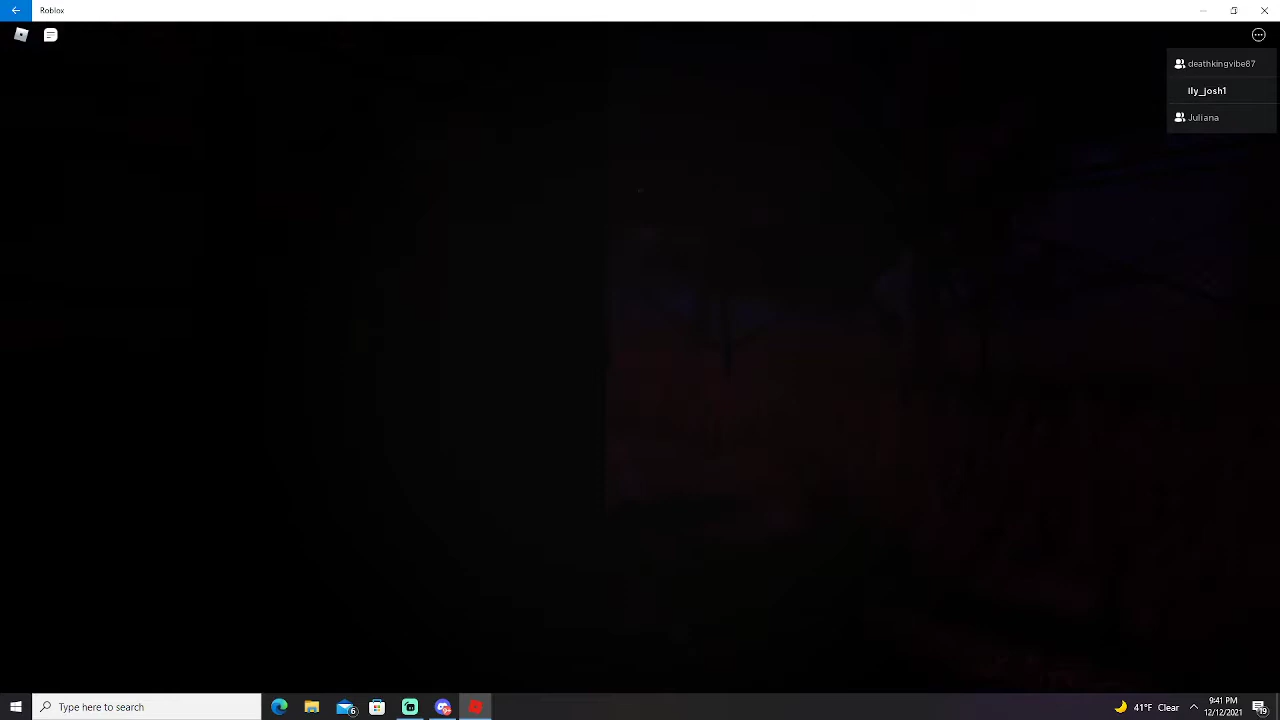 Roblox
deathkingvibe87
lly_josh1
Juliana
Type here to search
41°F Clear
9:41 PM
12/12/2021